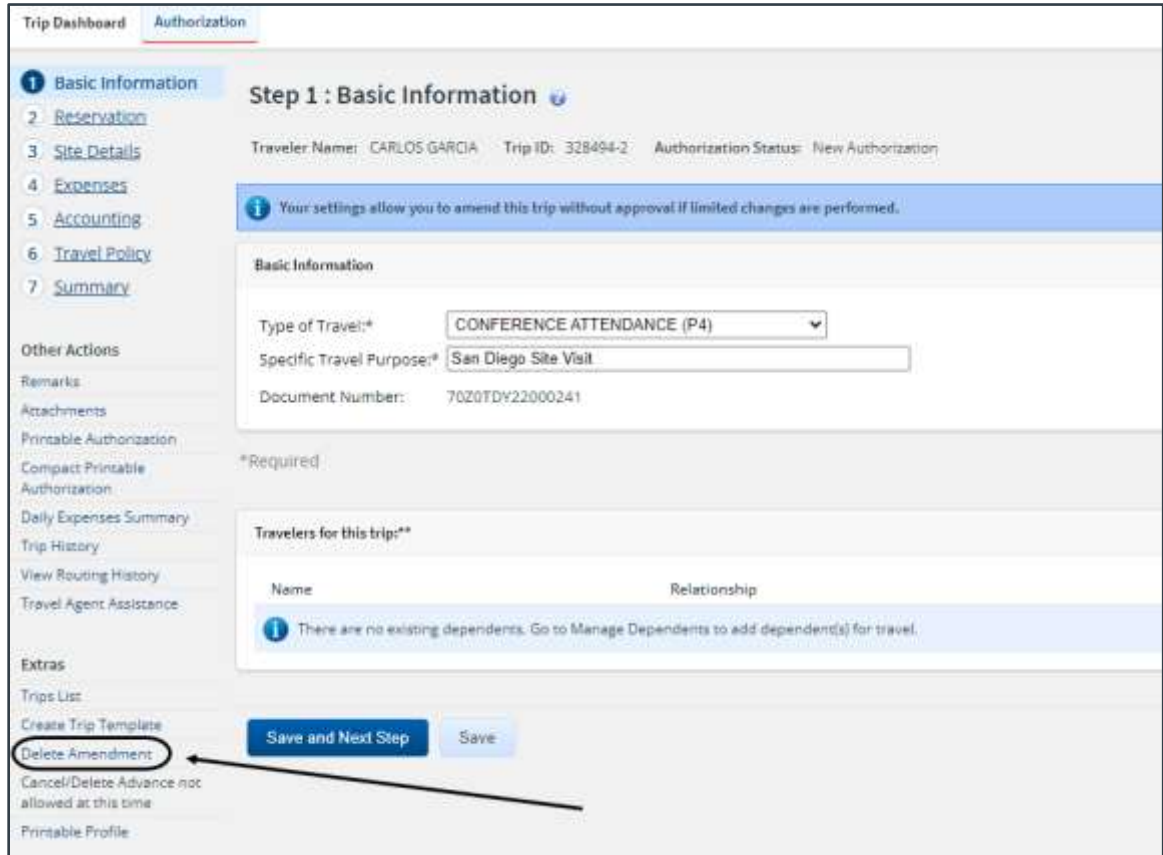 Trip Dashboard Authorization
1 Basic Information
2 Reservation
3 Site Details
4 Expenses
5 Accounting
6 Travel Policy
7 Summary
Other Actions
Remarks
Attachments
Printable Authorization
Compact Printable
Authorization
Daily Expenses Summary
Trip History
View Routing History
Travel Agent Assistance
Extras
Trips List
Create Trip Template
Delete Amendment
Cancel/Delete Advance not
allowed at this time
Printable Profile
Step 1 : Basic Information
Traveler Name: CARLOS GARCIA Trip ID: 328494-2 Authorization Status: New Authorization
Your settings allow you to amend this trip without approval if limited changes are performed.
Basic Information
Type of Travel:* CONFERENCE ATTENDANCE (P4)
Specific Travel Purpose:* San Diego Site Visit
Document Number: 70Z0TDY22000241
*Required
Travelers for this trip:**
Name Relationship
There are no existing dependents. Go to Manage Dependents to add dependent(s) for travel.
Save and Next Step Save